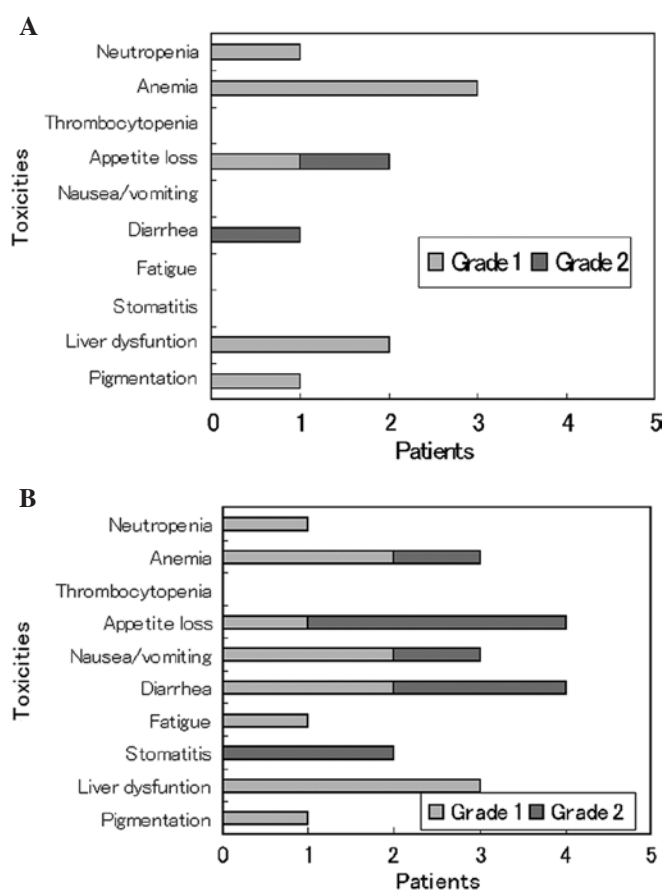 A
Toxicities
Neutropenia
Anemia
Thrombocytopenia
Appetite loss
Nausea/vomiting
Diarrhea
Fatigue
Stomatitis
Liver dysfuntion
Pigmentation
Grade 1 Grade 2
0 1 2 3 4 5
Patients
B
Toxicities
Neutropenia
Anemia
Thrombocytopenia
Appetite loss
Nausea/vomiting
Diarrhea
Fatigue
Stomatitis
Liver dysfuntion
Pigmentation
Grade 1 Grade 2
0 1 2 3 4 5
Patients